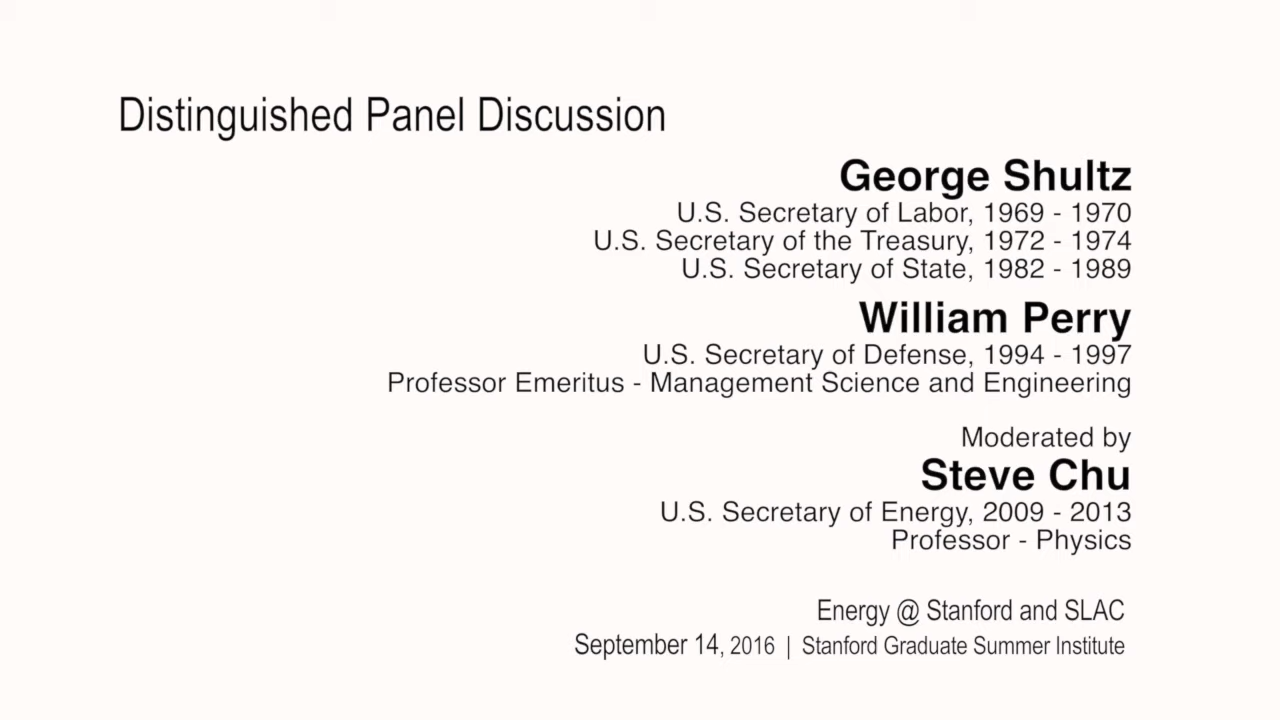 Distinguished Panel Discussion
George Shultz
U.S. Secretary of Labor, 1969 - 1970
U.S. Secretary of the Treasury, 1972 - 1974
U.S. Secretary of State, 1982 - 1989
William Perry
U.S. Secretary of Defense, 1994 - 1997
Professor Emeritus - Management Science and Engineering
Moderated by
Steve Chu
U.S. Secretary of Energy, 2009 - 2013
Professor - Physics
Energy @ Stanford and SLAC
September 14, 2016 | Stanford Graduate Summer Institute